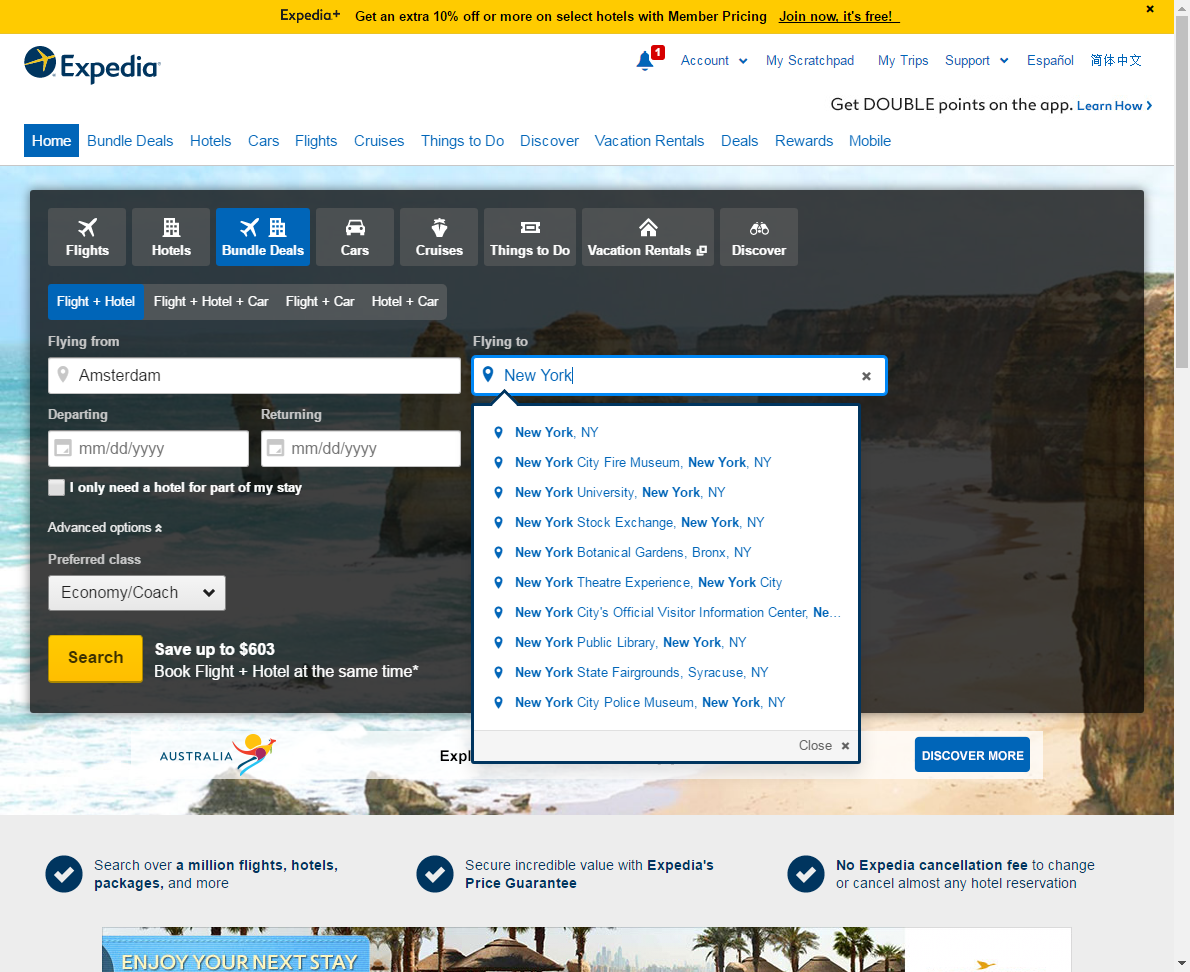 Expedia+ Get an extra 10% off or more on select hotels with Member Pricing Join now, it's free!
Expedia
1 Account My Scratchpad My Trips Support Español 简体中文
Get DOUBLE points on the app. Learn How
Home Bundle Deals Hotels Cars Flights Cruises Things to Do Discover Vacation Rentals Deals Rewards Mobile
Flights Hotels Bundle Deals Cars Cruises Things to Do Vacation Rentals Discover
Flight + Hotel Flight + Hotel + Car Flight + Car Hotel + Car
Flying from Flying to
Amsterdam New York
Departing Returning
mm/dd/yyyy mm/dd/yyyy
New York, NY
New York City Fire Museum, New York, NY
New York University, New York, NY
New York Stock Exchange, New York, NY
New York Botanical Gardens, Bronx, NY
New York Theatre Experience, New York City
New York City's Official Visitor Information Center, Ne...
New York Public Library, New York, NY
New York State Fairgrounds, Syracuse, NY
New York City Police Museum, New York, NY
Close
I only need a hotel for part of my stay
Advanced options
Preferred class
Economy/Coach
Search
Save up to $603
Book Flight + Hotel at the same time*
AUSTRALIA Expl DISCOVER MORE
Search over a million flights, hotels,
packages, and more
Secure incredible value with Expedia's
Price Guarantee
No Expedia cancellation fee to change
or cancel almost any hotel reservation
ENJOY YOUR NEXT STAY